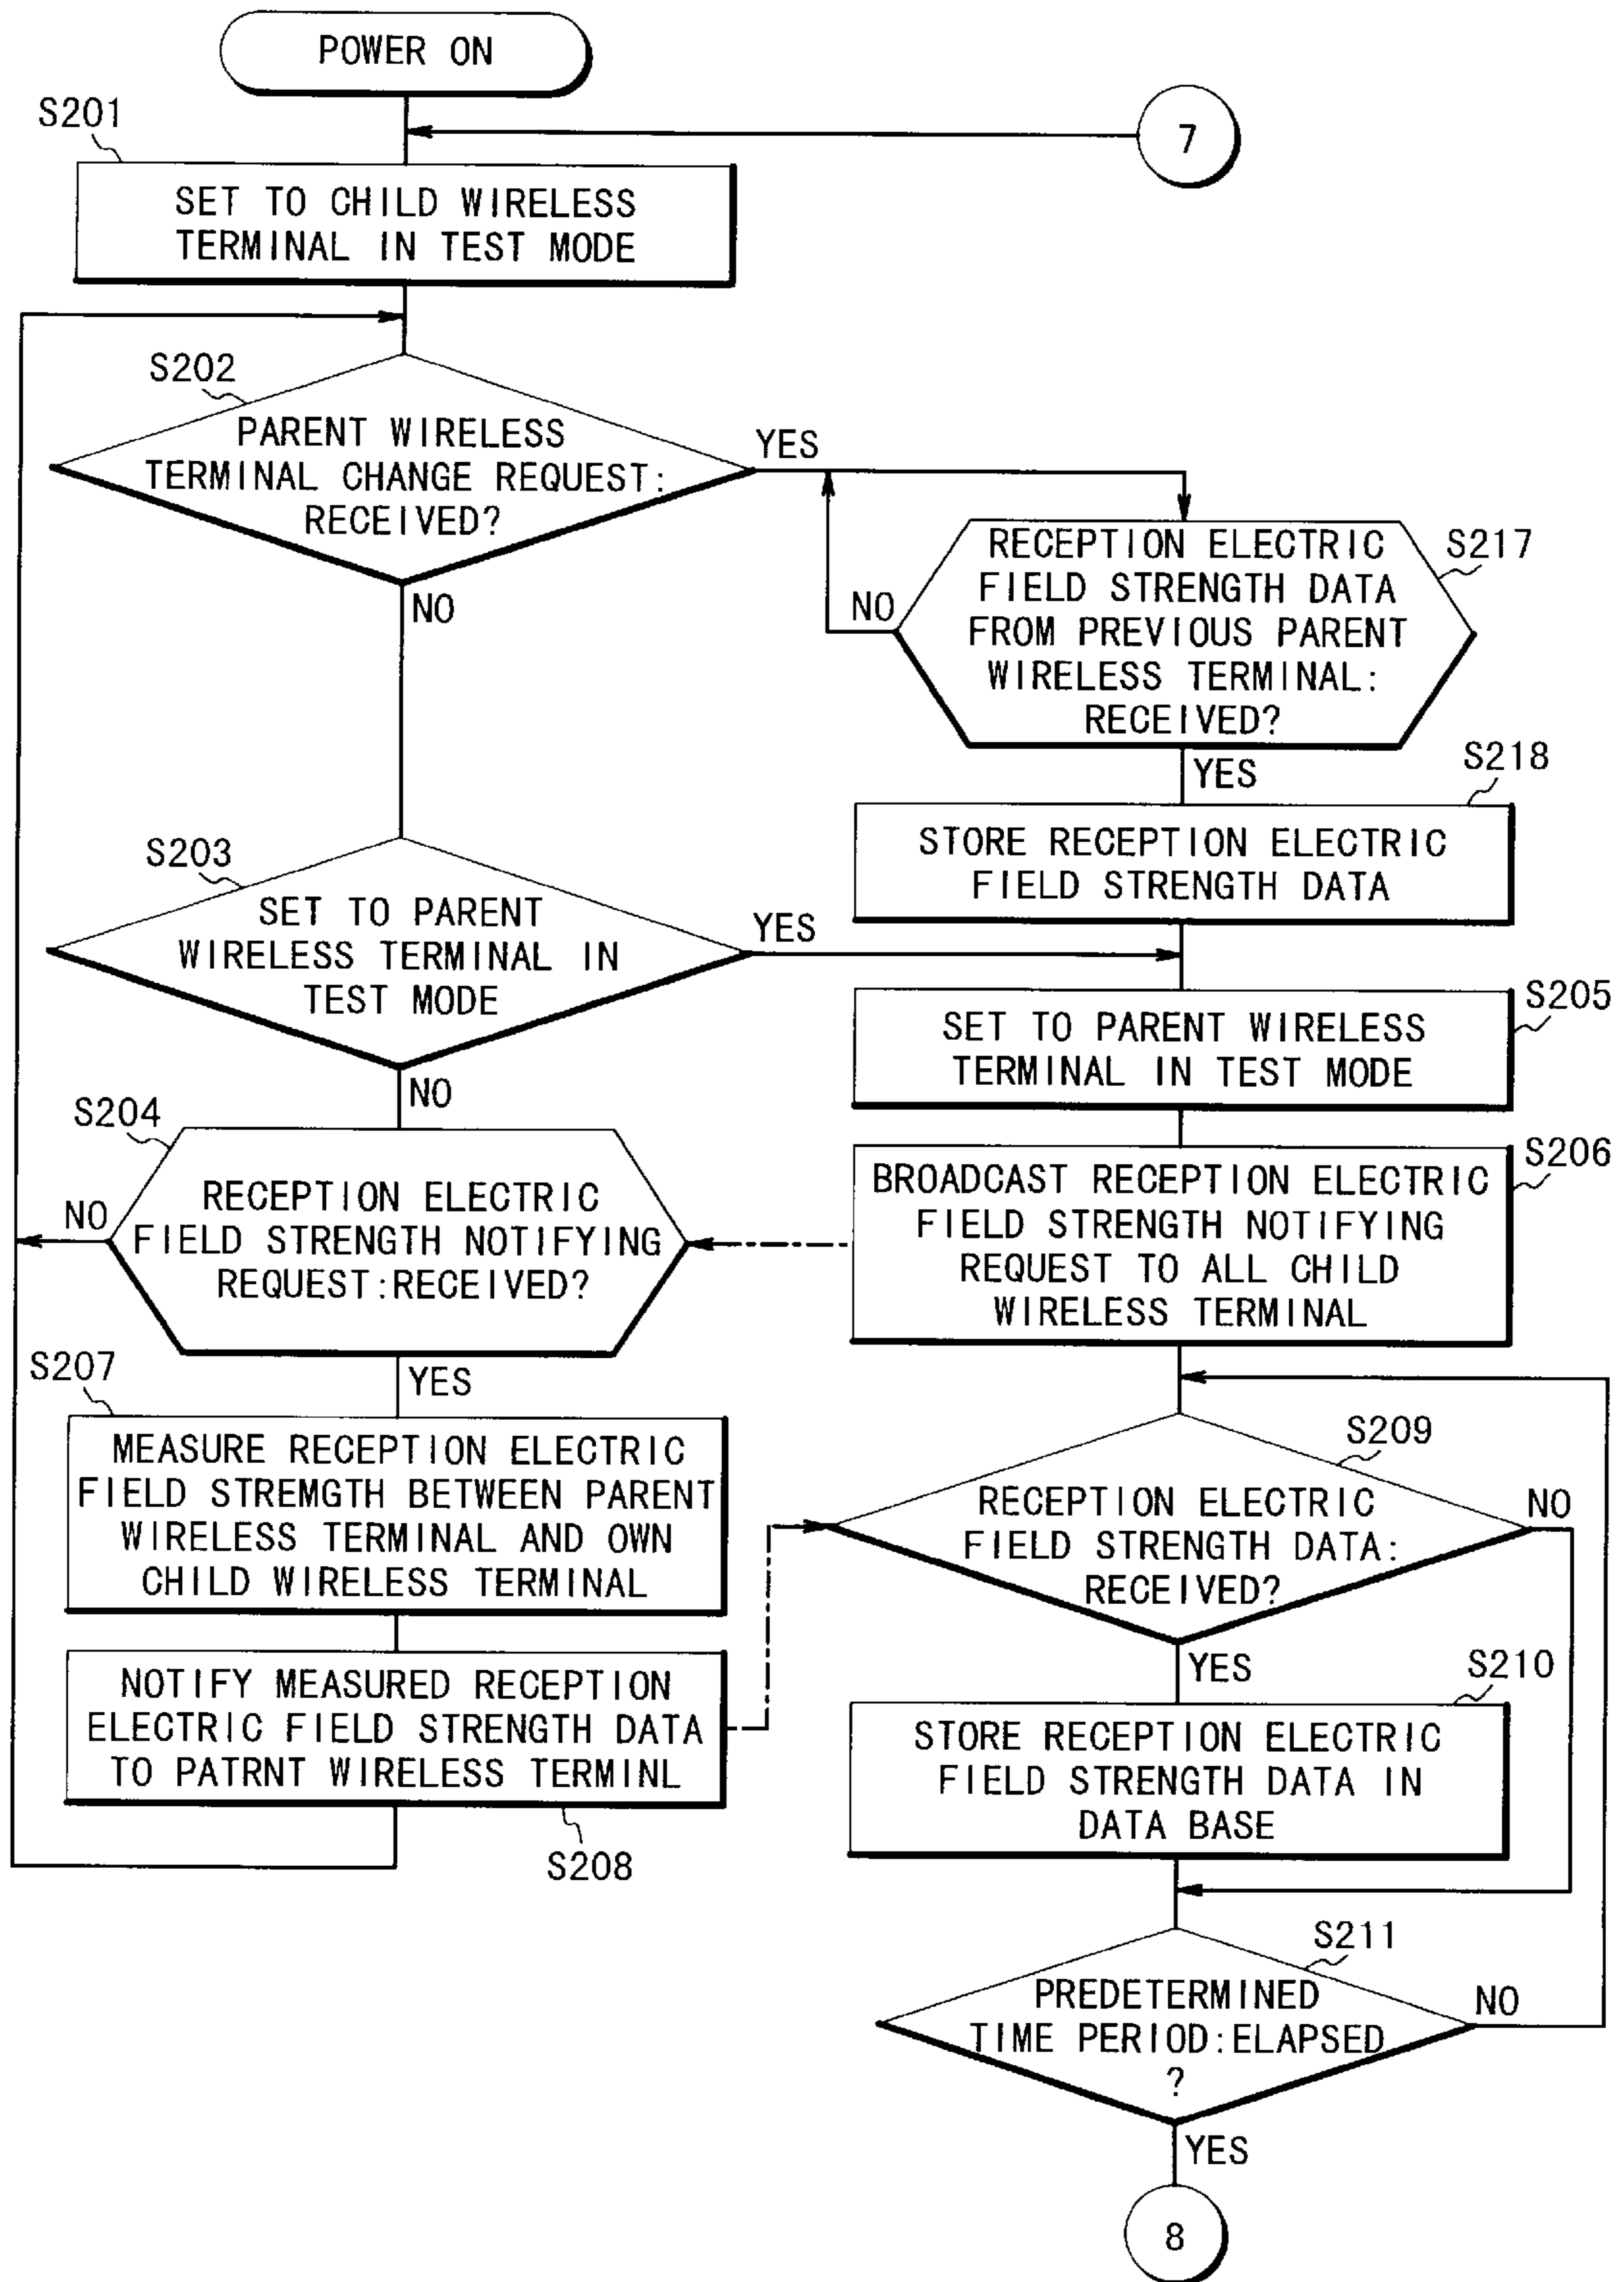 POWER ON
S201
7
SET TO CHILD WIRELESS
TERMINAL IN TEST MODE
S202
PARENT WIRELESS
TERMINAL CHANGE REQUEST:
RECEIVED?
YES
NO
RECEPTION ELECTRIC
FIELD STRENGTH DATA
FROM PREVIOUS PARENT
WIRELESS TERMINAL:
RECEIVED?
S217
NO
YES
S218
STORE RECEPTION ELECTRIC
FIELD STRENGTH DATA
S203
SET TO PARENT
WIRELESS TERMINAL IN
TEST MODE
YES
NO
S205
SET TO PARENT WIRELESS
TERMINAL IN TEST MODE
S204
RECEPTION ELECTRIC
FIELD STRENGTH NOTIFYING
REQUEST:RECEIVED?
NO
YES
S206
BROADCAST RECEPTION ELECTRIC
FIELD STRENGTH NOTIFYING
REQUEST TO ALL CHILD
WIRELESS TERMINAL
S207
MEASURE RECEPTION ELECTRIC
FIELD STREMGTH BETWEEN PARENT
WIRELESS TERMINAL AND OWN
CHILD WIRELESS TERMINAL
S209
RECEPTION ELECTRIC
FIELD STRENGTH DATA:
RECEIVED?
NO
YES
NOTIFY MEASURED RECEPTION
ELECTRIC FIELD STRENGTH DATA
TO PATRNT WIRELESS TERMINL
S208
S210
STORE RECEPTION ELECTRIC
FIELD STRENGTH DATA IN
DATA BASE
S211
PREDETERMINED
TIME PERIOD:ELAPSED
?
NO
YES
8